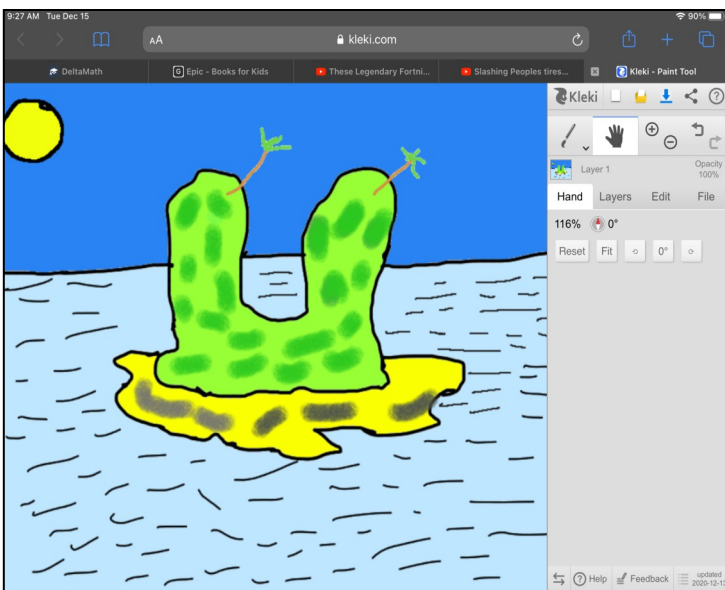 9:27 AM Tue Dec 15
90%
AA
kleki.com
DeltaMath
G Epic - Books for Kids
These Legendary Fortni...
Slashing Peoples tires...
Kleki - Paint Tool
Kleki
Layer 1
Opacity
100%
Hand Layers Edit File
116% 0°
Reset Fit 0°
Help Feedback
updated